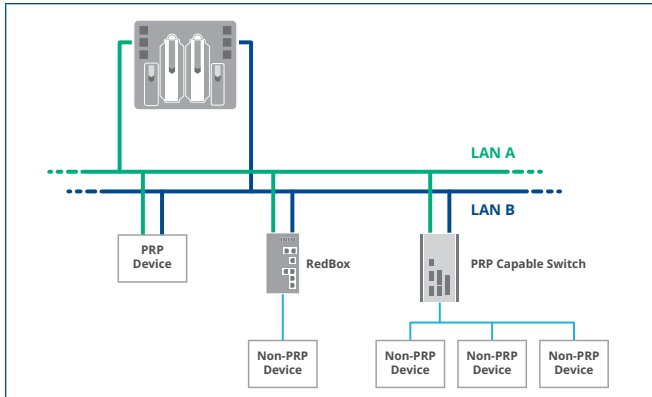 LAN A
LAN B
PRP
Device
RedBox
PRP Capable Switch
Non-PRP
Device
Non-PRP
Device
Non-PRP
Device
Non-PRP
Device